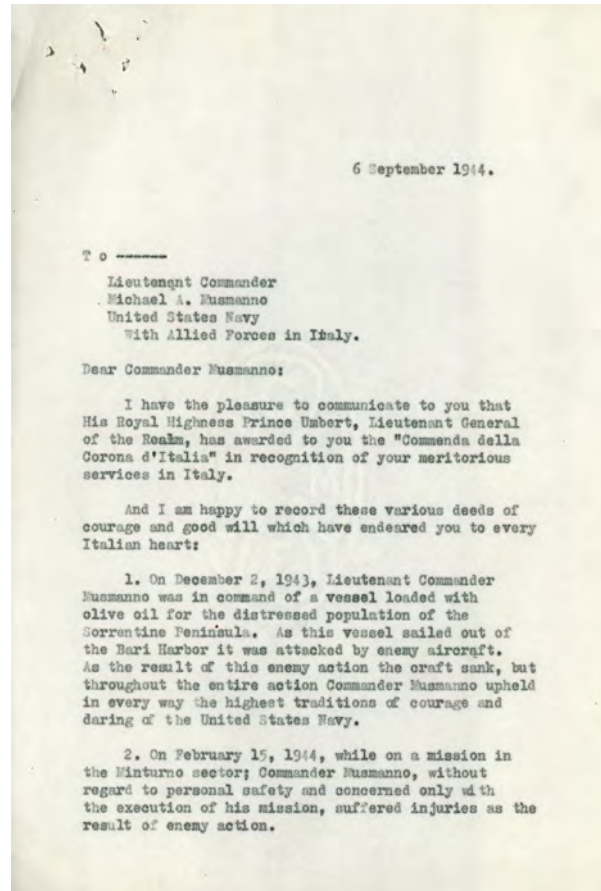 6 September 1944.
T o ------
Lieutenant Commander
Michael A. Musmanno
United States Navy
With Allied Forces in Italy.
Dear Commander Musmanno:
I have the pleasure to communicate to you that
His Royal Highness Prince Umbert, Lieutenant General
of the Realm, has awarded to you the "Commenda della
Corona d'Italia" in recognition of your meritorious
services in Italy.
And I am happy to record these various deeds of
courage and good will which have endeared you to every
Italian heart:
1. On December 2, 1943, Lieutenant Commander
Musmanno was in command of a vessel loaded with
olive oil for the distressed population of the
Sorrentine Peninsula. As this vessel sailed out of
the Bari Harbor it was attacked by enemy aircraft.
As the result of this enemy action the craft sank, but
throughout the entire action Commander Musmanno upheld
in every way the highest traditions of courage and
daring of the United States Navy.
2. On February 15, 1944, while on a mission in
the Minturno sector; Commander Musmanno, without
regard to personal safety and concerned only with
the execution of his mission, suffered injuries as the
result of enemy action.